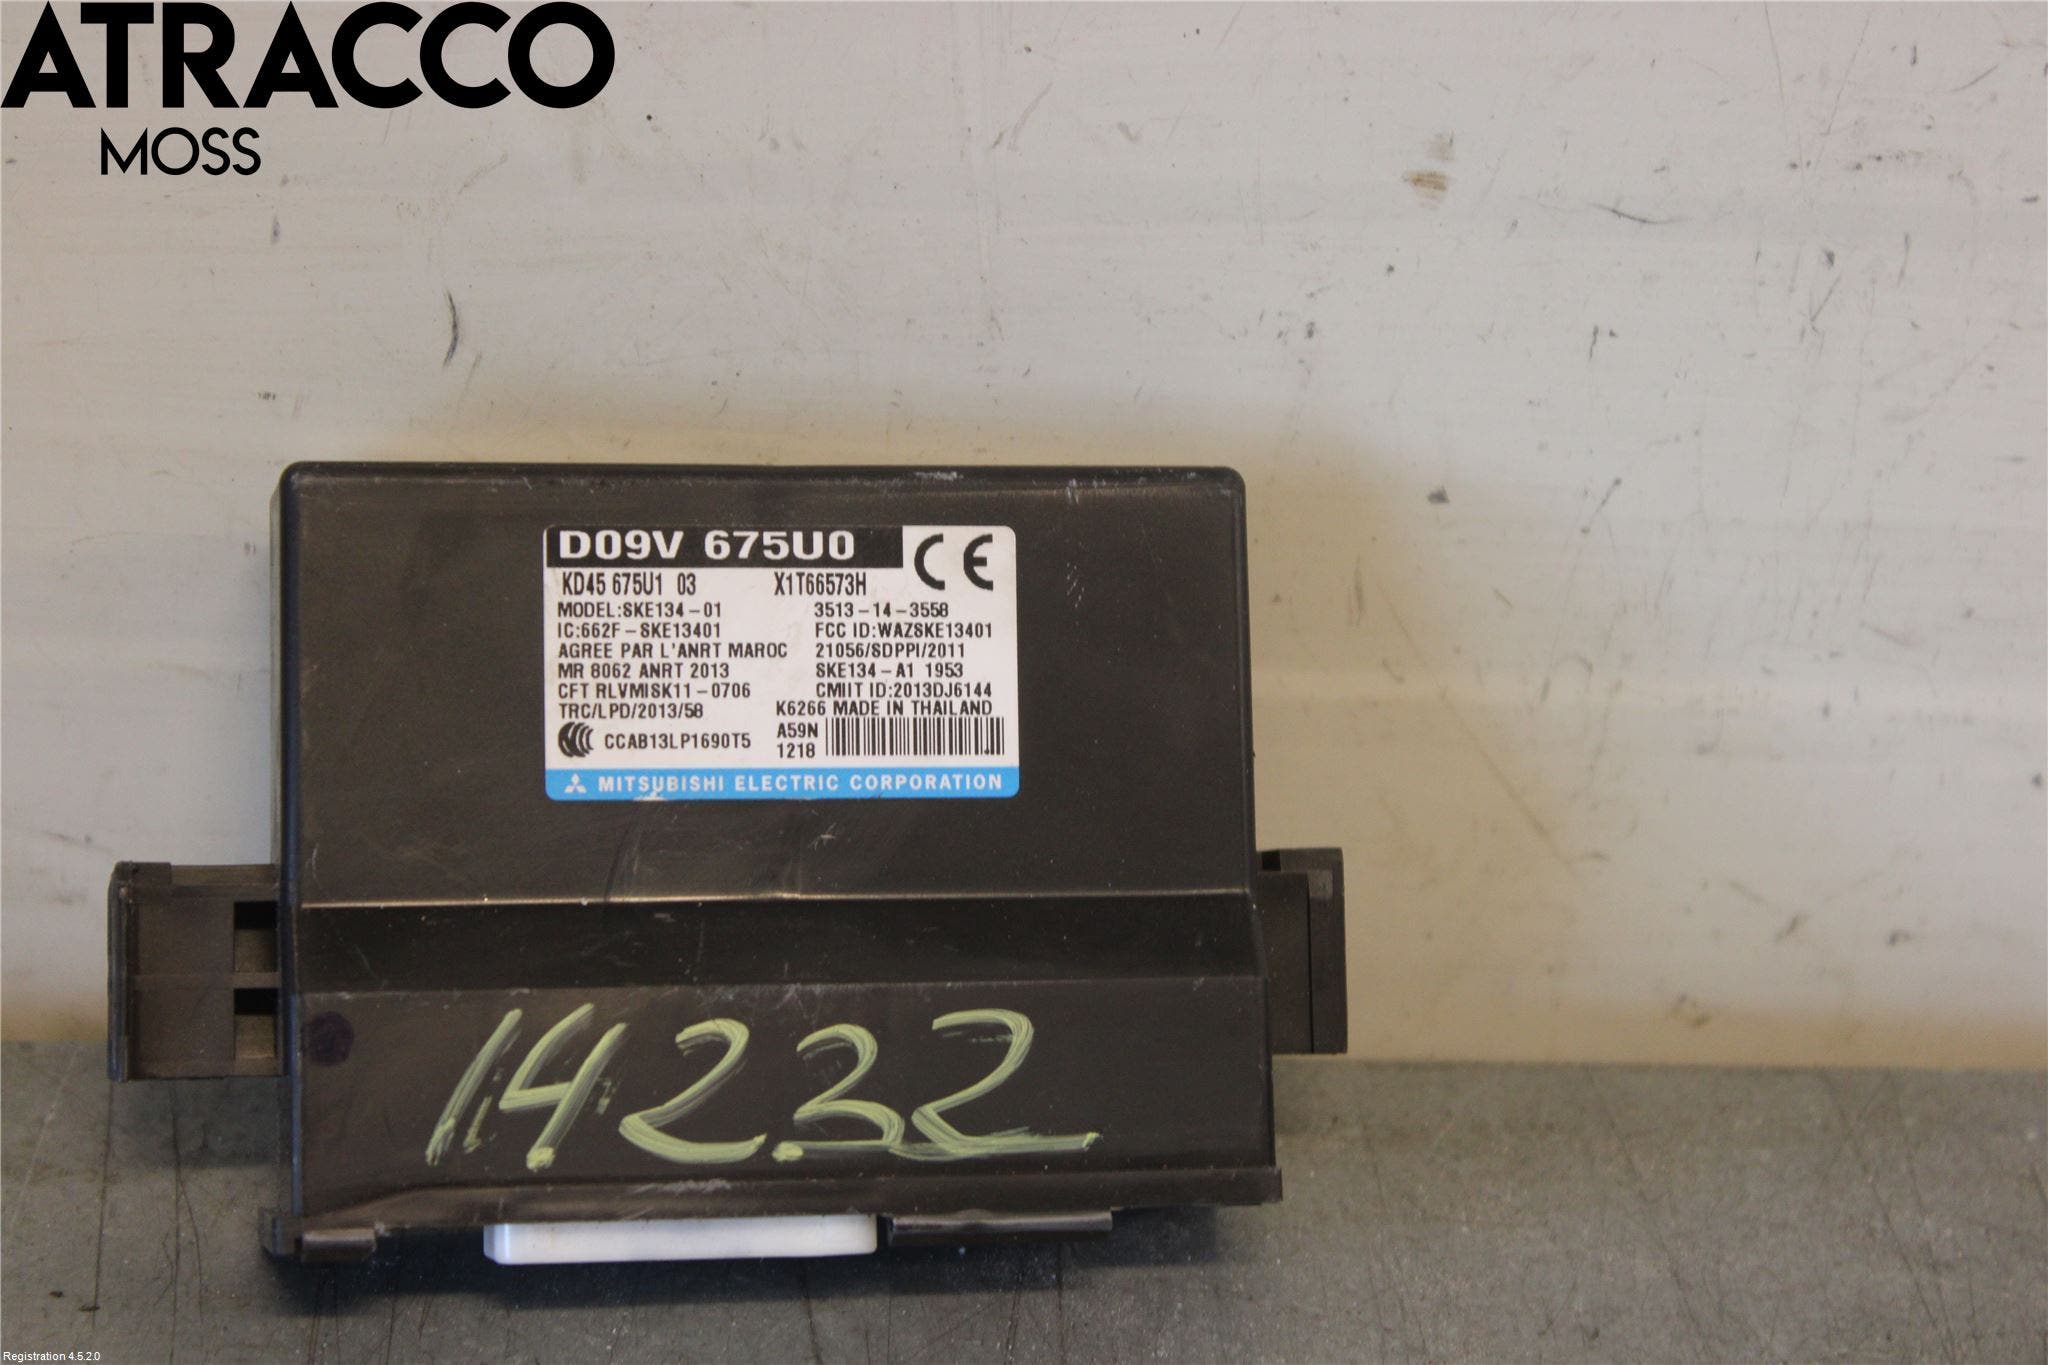 ATRACCO
MOSS
D09V 675U0
CE
KD45 675U1 03 X1T66573H
MODEL:SKE134-01 3513-14-3558
IC:662F-SKE13401 FCC ID:WAZSKE13401
AGREE PAR L'ANRT MAROC 21056/SDPPI/2011
MR 8062 ANRT 2013 SKE134-A1 1953
CFT RLVMISK11-0706 CMIIT ID:2013DJ6144
TRC/LPD/2013/58 K6266 MADE IN THAILAND
CCC CCAB13LP1690T5 A59N
1218
MITSUBISHI ELECTRIC CORPORATION
14232
Registration 4.5.2.0